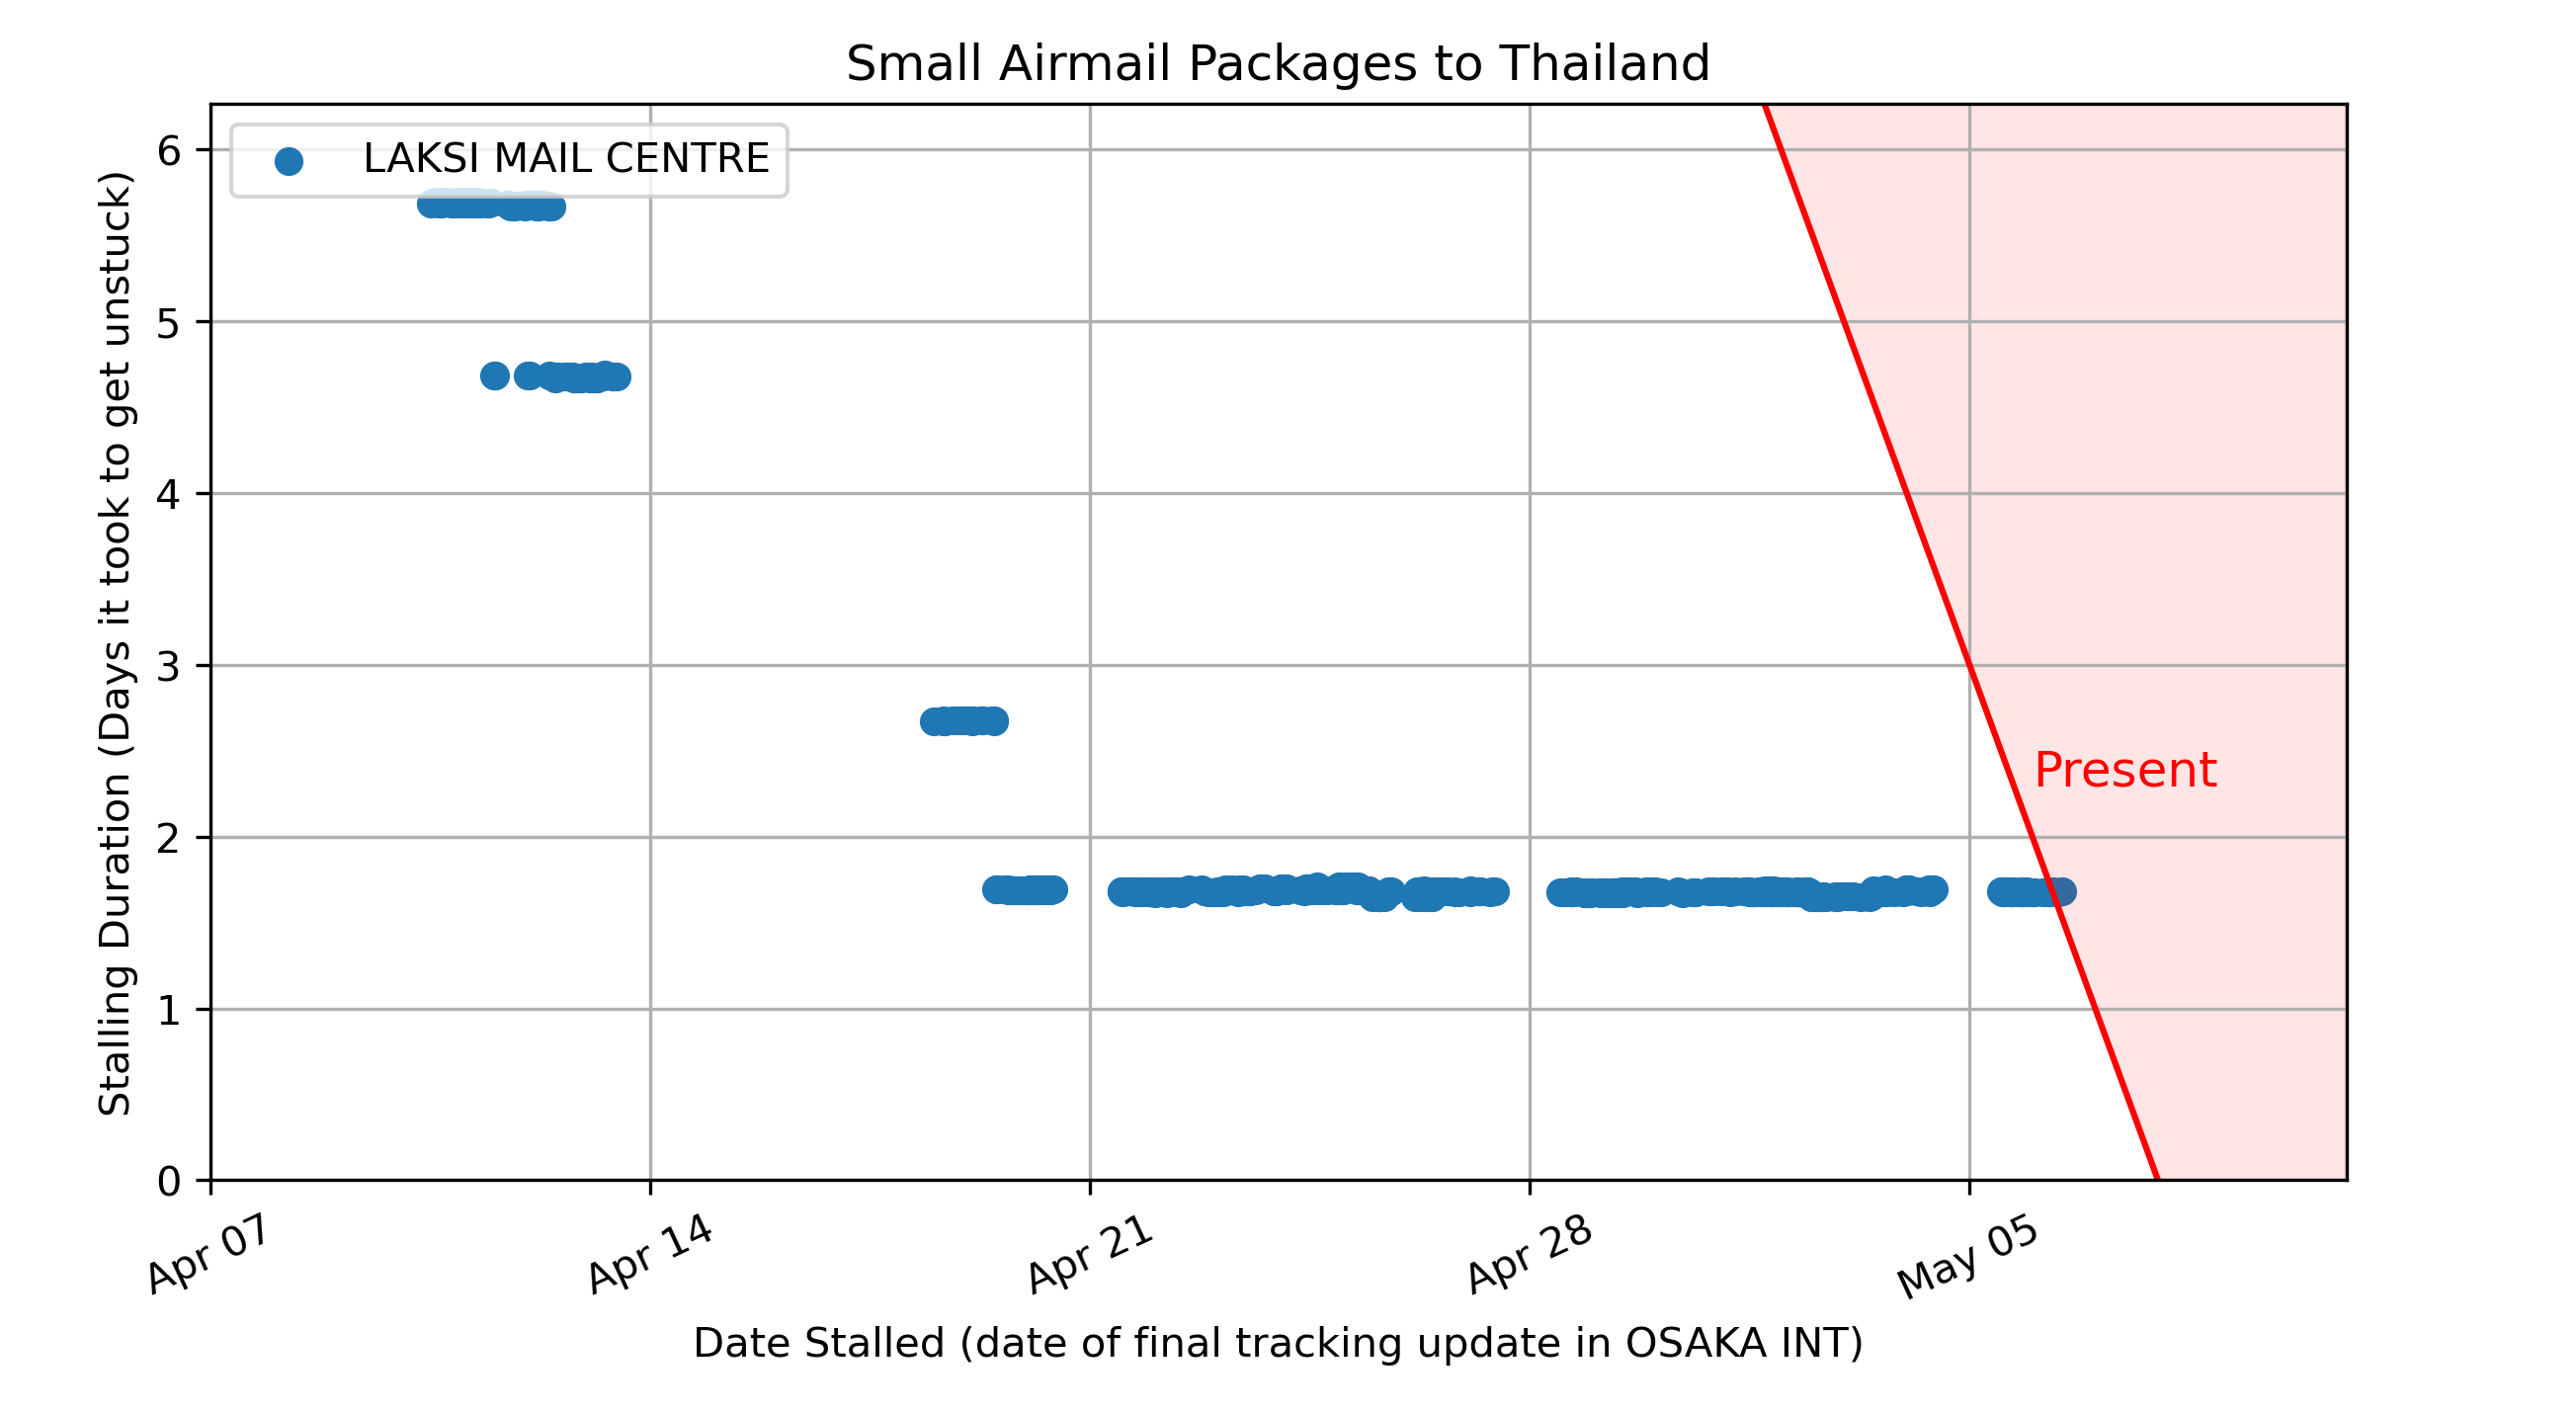 Small Airmail Packages to Thailand
LAKSI MAIL CENTRE
6
5
4
3
2
1
0
Stalling Duration (Days it took to get unstuck)
Present
Apr 07
Apr 14
Apr 21
Apr 28
May 05
Date Stalled (date of final tracking update in OSAKA INT)